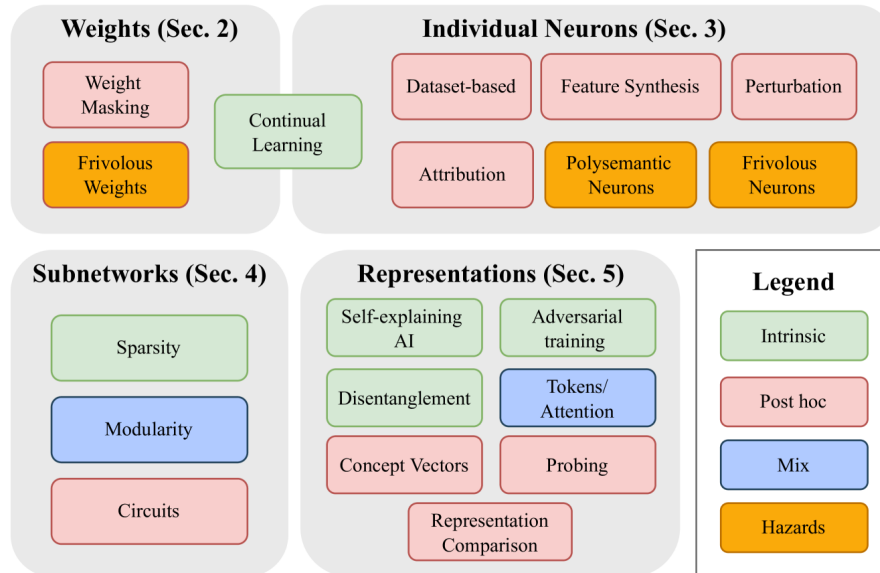 Weights (Sec. 2)
Weight
Masking
Frivolous
Weights
Continual
Learning
Individual Neurons (Sec. 3)
Dataset-based
Feature Synthesis
Perturbation
Attribution
Polysemantic
Neurons
Frivolous
Neurons
Subnetworks (Sec. 4)
Sparsity
Modularity
Circuits
Representations (Sec. 5)
Self-explaining
AI
Adversarial
training
Disentanglement
Tokens/
Attention
Concept Vectors
Probing
Representation
Comparison
Legend
Intrinsic
Post hoc
Mix
Hazards